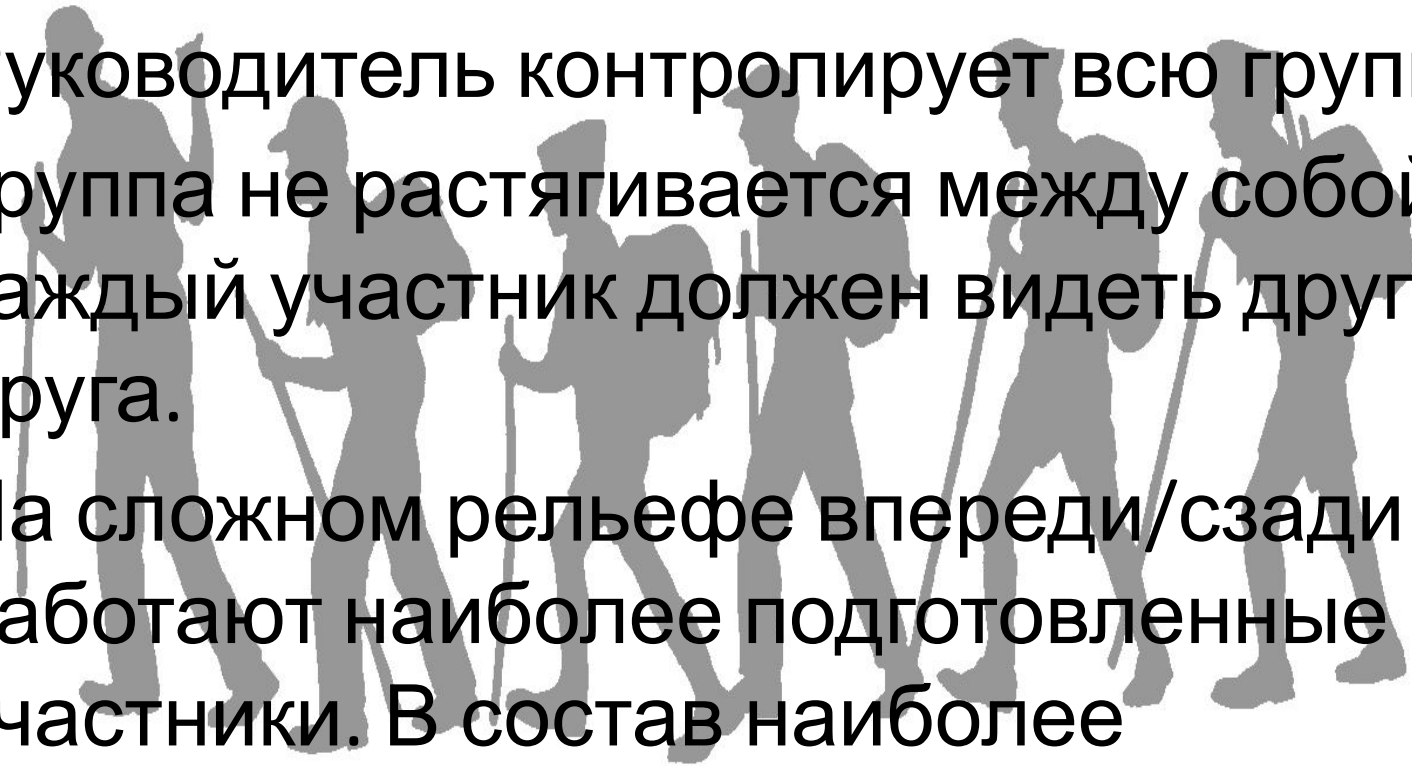 уководитель контролирует всю груп
руппа не растягивается между собой
аждый участник должен видеть друг
руга.
а сложном рельефе впереди/сзади
аботают наиболее подготовленные
частники. В состав наиболее